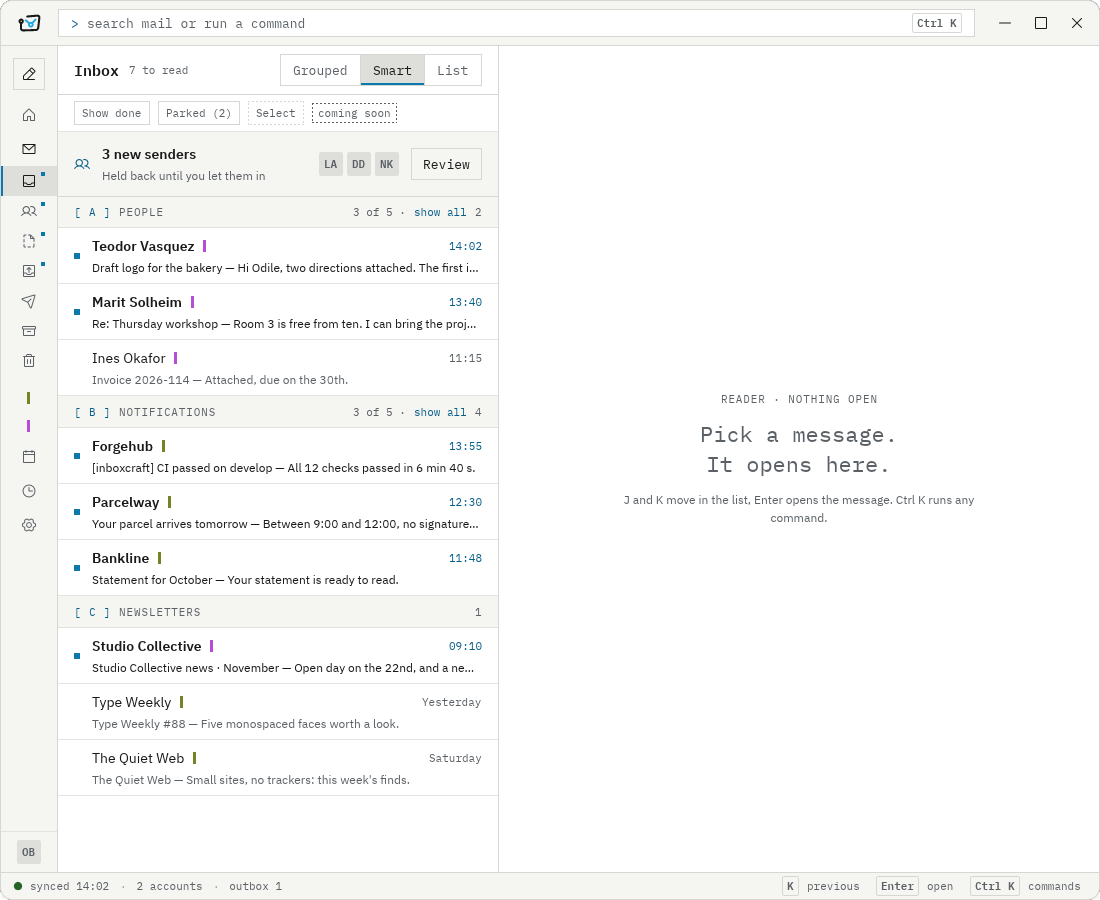 > search mail or run a command Ctrl K
Inbox 7 to read Grouped Smart List
Show done Parked (2) Select coming soon
3 new senders
Held back until you let them in
LA DD NK Review
[ A ] PEOPLE 3 of 5 · show all 2
Teodor Vasquez 14:02
Draft logo for the bakery — Hi Odile, two directions attached. The first i…
Marit Solheim 13:40
Re: Thursday workshop — Room 3 is free from ten. I can bring the proj…
Ines Okafor 11:15
Invoice 2026-114 — Attached, due on the 30th.
[ B ] NOTIFICATIONS 3 of 5 · show all 4
Forgehub 13:55
[inboxcraft] CI passed on develop — All 12 checks passed in 6 min 40 s.
Parcelway 12:30
Your parcel arrives tomorrow — Between 9:00 and 12:00, no signature…
Bankline 11:48
Statement for October — Your statement is ready to read.
[ C ] NEWSLETTERS 1
Studio Collective 09:10
Studio Collective news · November — Open day on the 22nd, and a ne…
Type Weekly Yesterday
Type Weekly #88 — Five monospaced faces worth a look.
The Quiet Web Saturday
The Quiet Web — Small sites, no trackers: this week's finds.
READER · NOTHING OPEN
Pick a message.
It opens here.
J and K move in the list, Enter opens the message. Ctrl K runs any
command.
OB
synced 14:02 · 2 accounts · outbox 1
K previous Enter open Ctrl K commands